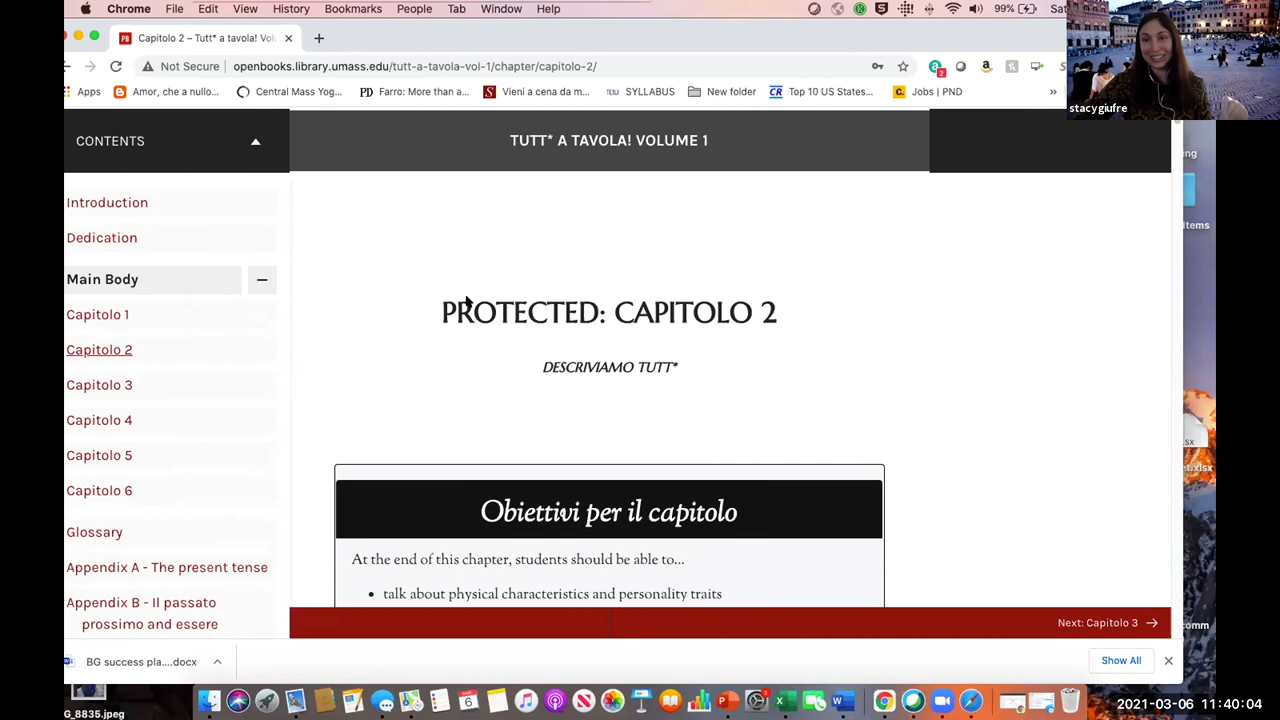 Chrome File Edit View History Bookmarks People Tab Window Help 99% Sat
Capitolo 2 – Tutt* a tavola! Vol
Not Secure openbooks.library.umass.edu/tutt-a-tavola-vol-1/chapter/capitolo-2/
Apps Amor, che a nullo... Central Mass Yog... Farro: More than a... Vieni a cena da m... SYLLABUS New folder Top 10 US States... Jobs | PND »
stacygiufre
CONTENTS
TUTT* A TAVOLA! VOLUME 1
Introduction
Dedication
Main Body
Capitolo 1
Capitolo 2
Capitolo 3
Capitolo 4
Capitolo 5
Capitolo 6
Glossary
Appendix A - The present tense
Appendix B - Il passato
prossimo and essere
PROTECTED: CAPITOLO 2
DESCRIVIAMO TUTT*
Obiettivi per il capitolo
At the end of this chapter, students should be able to...
• talk about physical characteristics and personality traits
Next: Capitolo 3 →
BG success pla....docx
Show All
G_8835.jpeg
2021-03-06 11:40:04